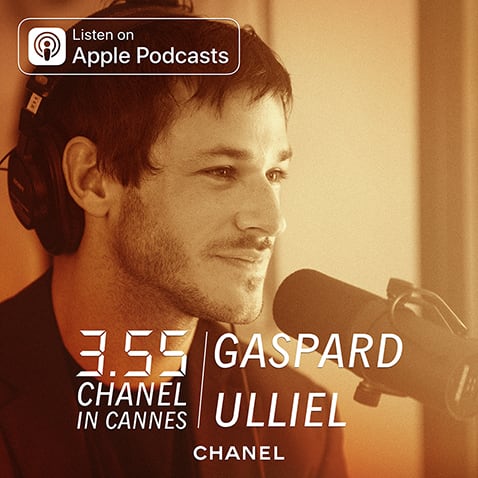 Listen on
Apple Podcasts
3.55
CHANEL
IN CANNES
GASPARD
ULLIEL
CHANEL